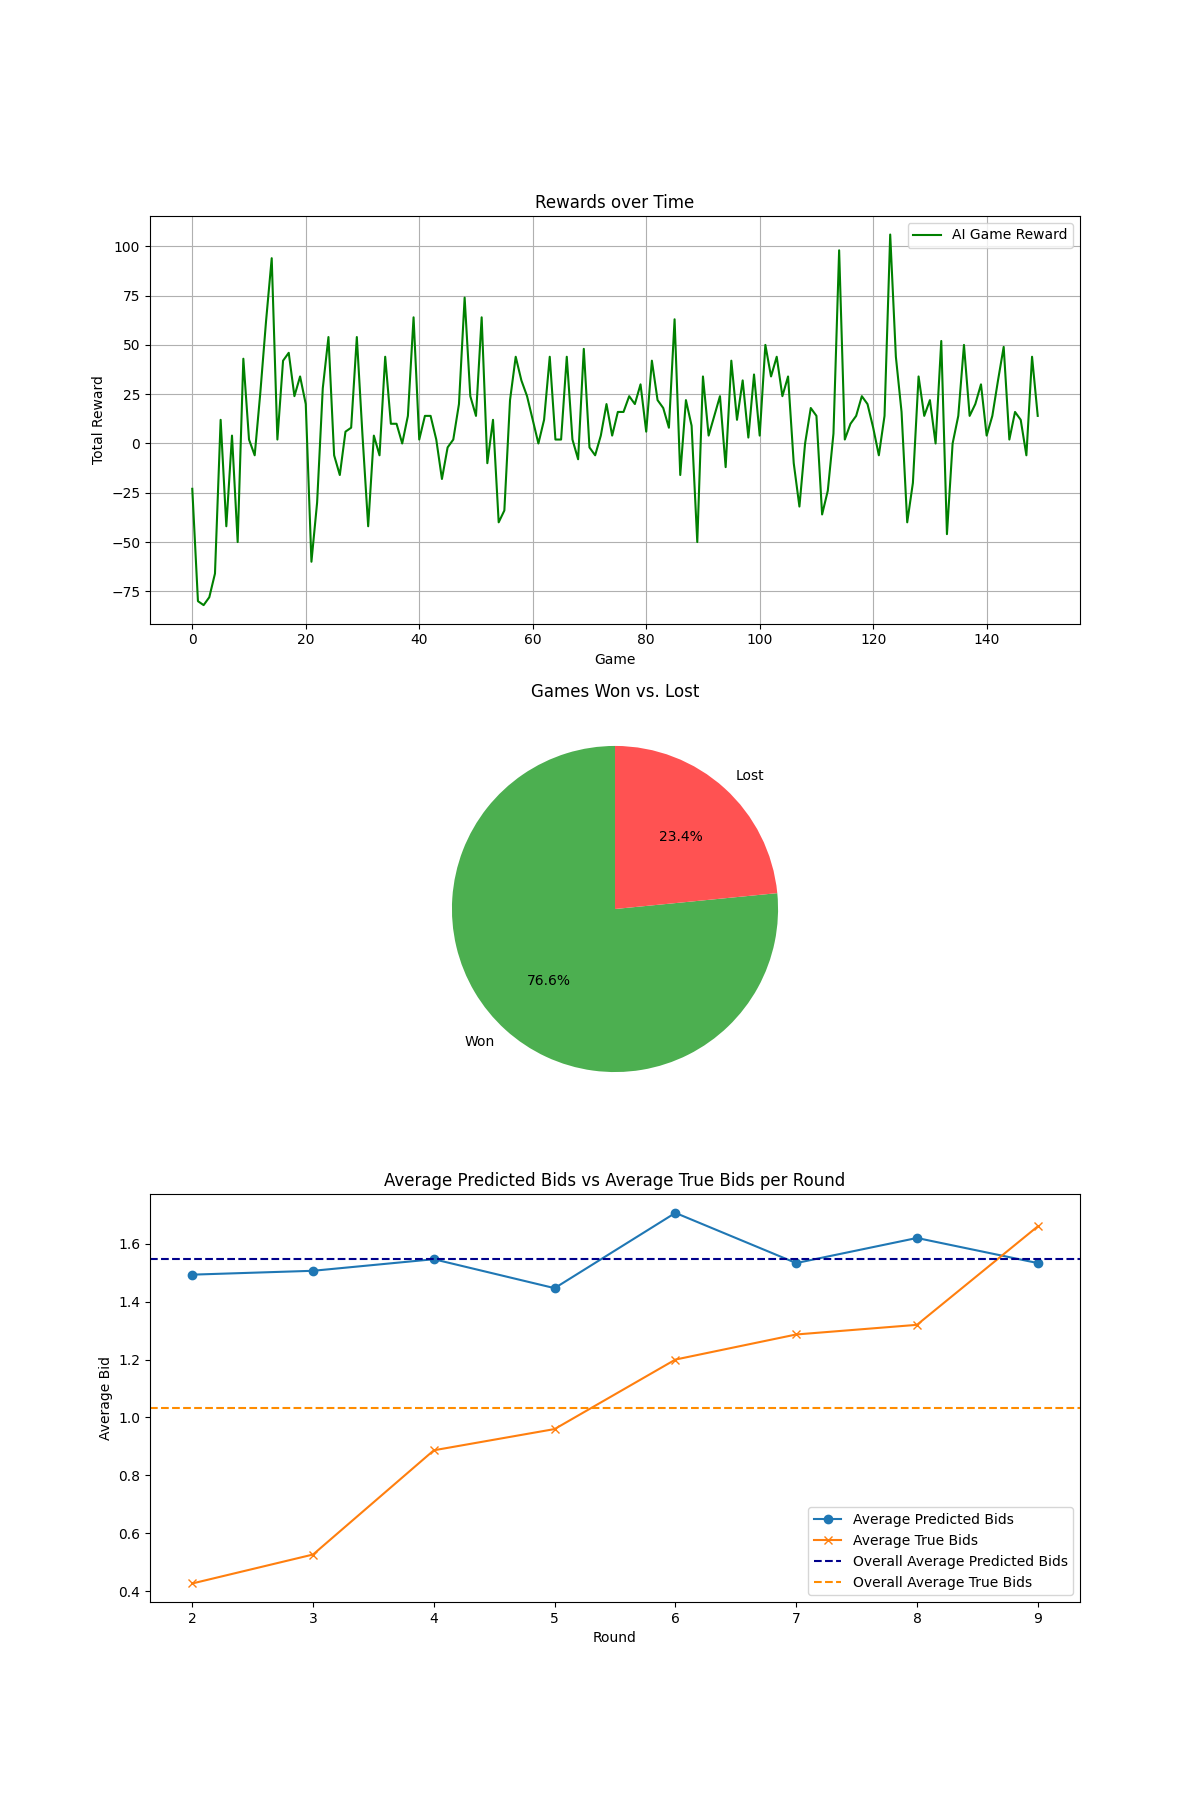 Rewards over Time
AI Game Reward
100
75
50
25
0
−25
−50
−75
Total Reward
0 20 40 60 80 100 120 140
Game
Games Won vs. Lost
Lost
23.4%
76.6%
Won
Average Predicted Bids vs Average True Bids per Round
1.6
1.4
1.2
1.0
0.8
0.6
0.4
Average Bid
Average Predicted Bids
Average True Bids
Overall Average Predicted Bids
Overall Average True Bids
2 3 4 5 6 7 8 9
Round